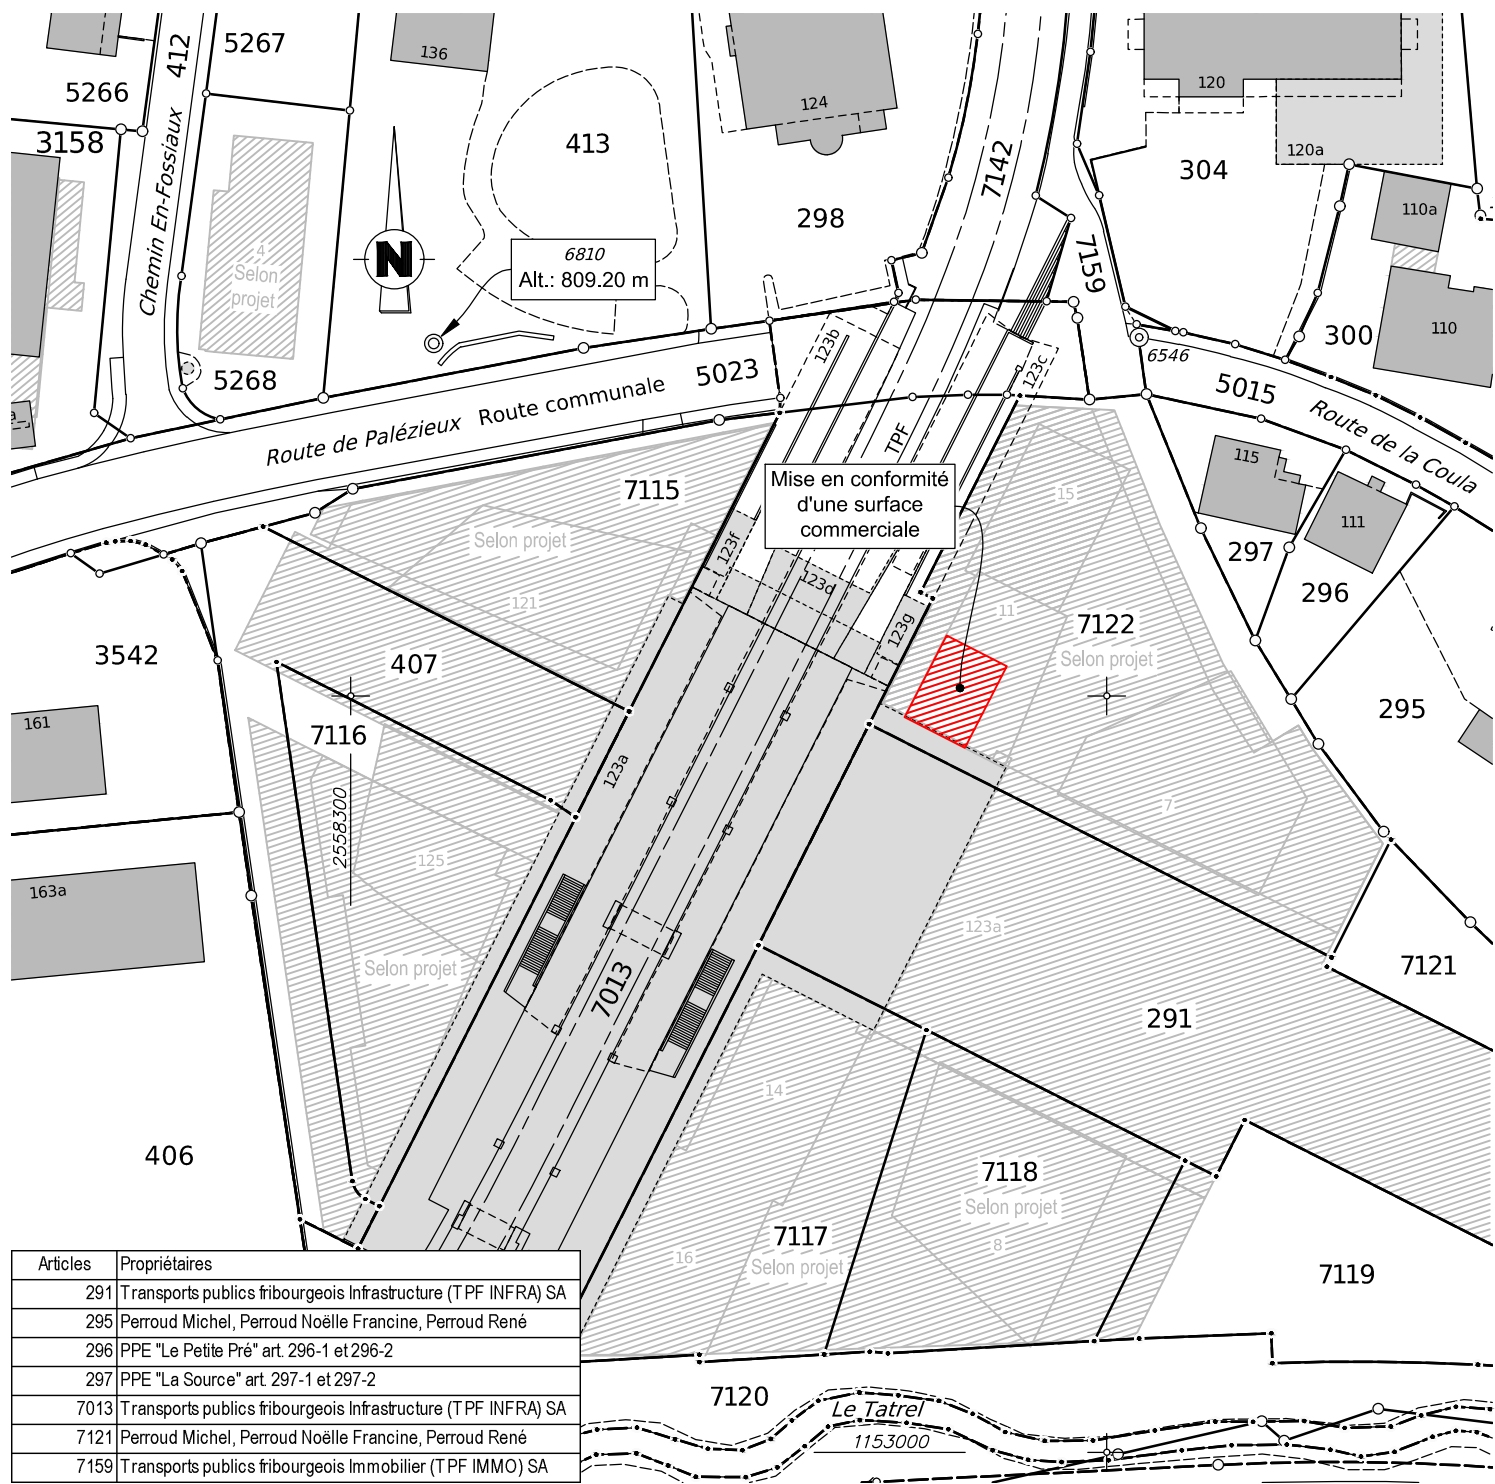 5267
412
136
124
120
5266
3158
413
7142
120a
304
110a
298
Chemin En-Fossiaux
4
Selon
projet
N
6810
Alt.: 809.20 m
7159
300
110
123b
123c
6546
5268
5023
5015
Route de Palézieux
Route communale
Route de la Coula
TPF
115
111
7115
Mise en conformité
d'une surface
commerciale
15
Selon projet
123f
123d
297
296
121
11
123g
7122
Selon projet
3542
407
161
7116
295
123a
2558300
7
125
163a
123a
Selon projet
7013
7121
291
14
406
7118
Selon projet
7117
Selon projet
16
8
7119
Articles Propriétaires
291 Transports publics fribourgeois Infrastructure (TPF INFRA) SA
295 Perroud Michel, Perroud Noëlle Francine, Perroud René
296 PPE "Le Petite Pré" art. 296-1 et 296-2
297 PPE "La Source" art. 297-1 et 297-2
7013 Transports publics fribourgeois Infrastructure (TPF INFRA) SA
7121 Perroud Michel, Perroud Noëlle Francine, Perroud René
7159 Transports publics fribourgeois Immobilier (TPF IMMO) SA
7120
Le Tatrel
1153000